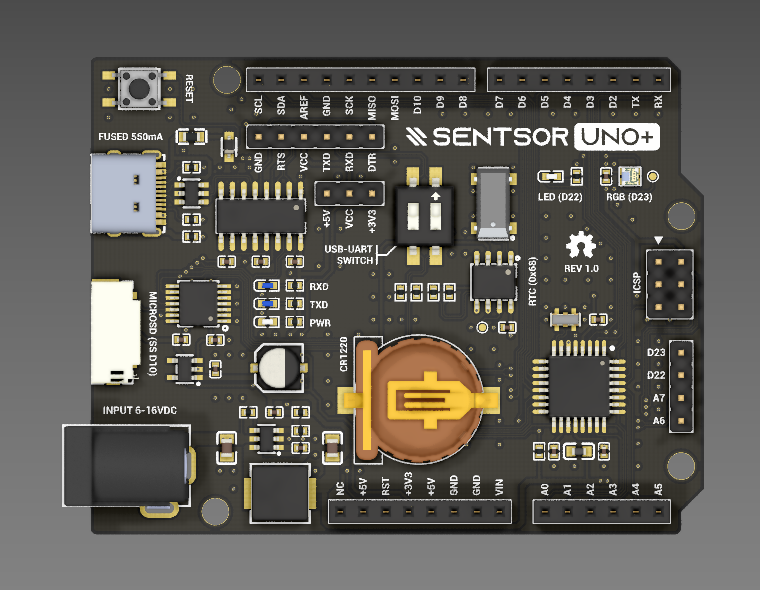 RESET
SCL SDA AREF GND SCK MISO MOSI D10 D9 D8
D7 D6 D5 D4 D3 D2 TX RX
FUSED 550mA
SENTSOR UNO+
GND RTS VCC TXD RXD DTR
+5V VCC +3V3
LED (D22)
RGB (D23)
USB-UART
SWITCH
REV 1.0
RTC (0x68)
ICSP
RXD
TXD
PWR
MICROSD (SS D10)
CR1220
D23
D22
A7
A6
INPUT 6-16VDC
NC +5V RST +3V3 +5V GND GND VIN
A0 A1 A2 A3 A4 A5